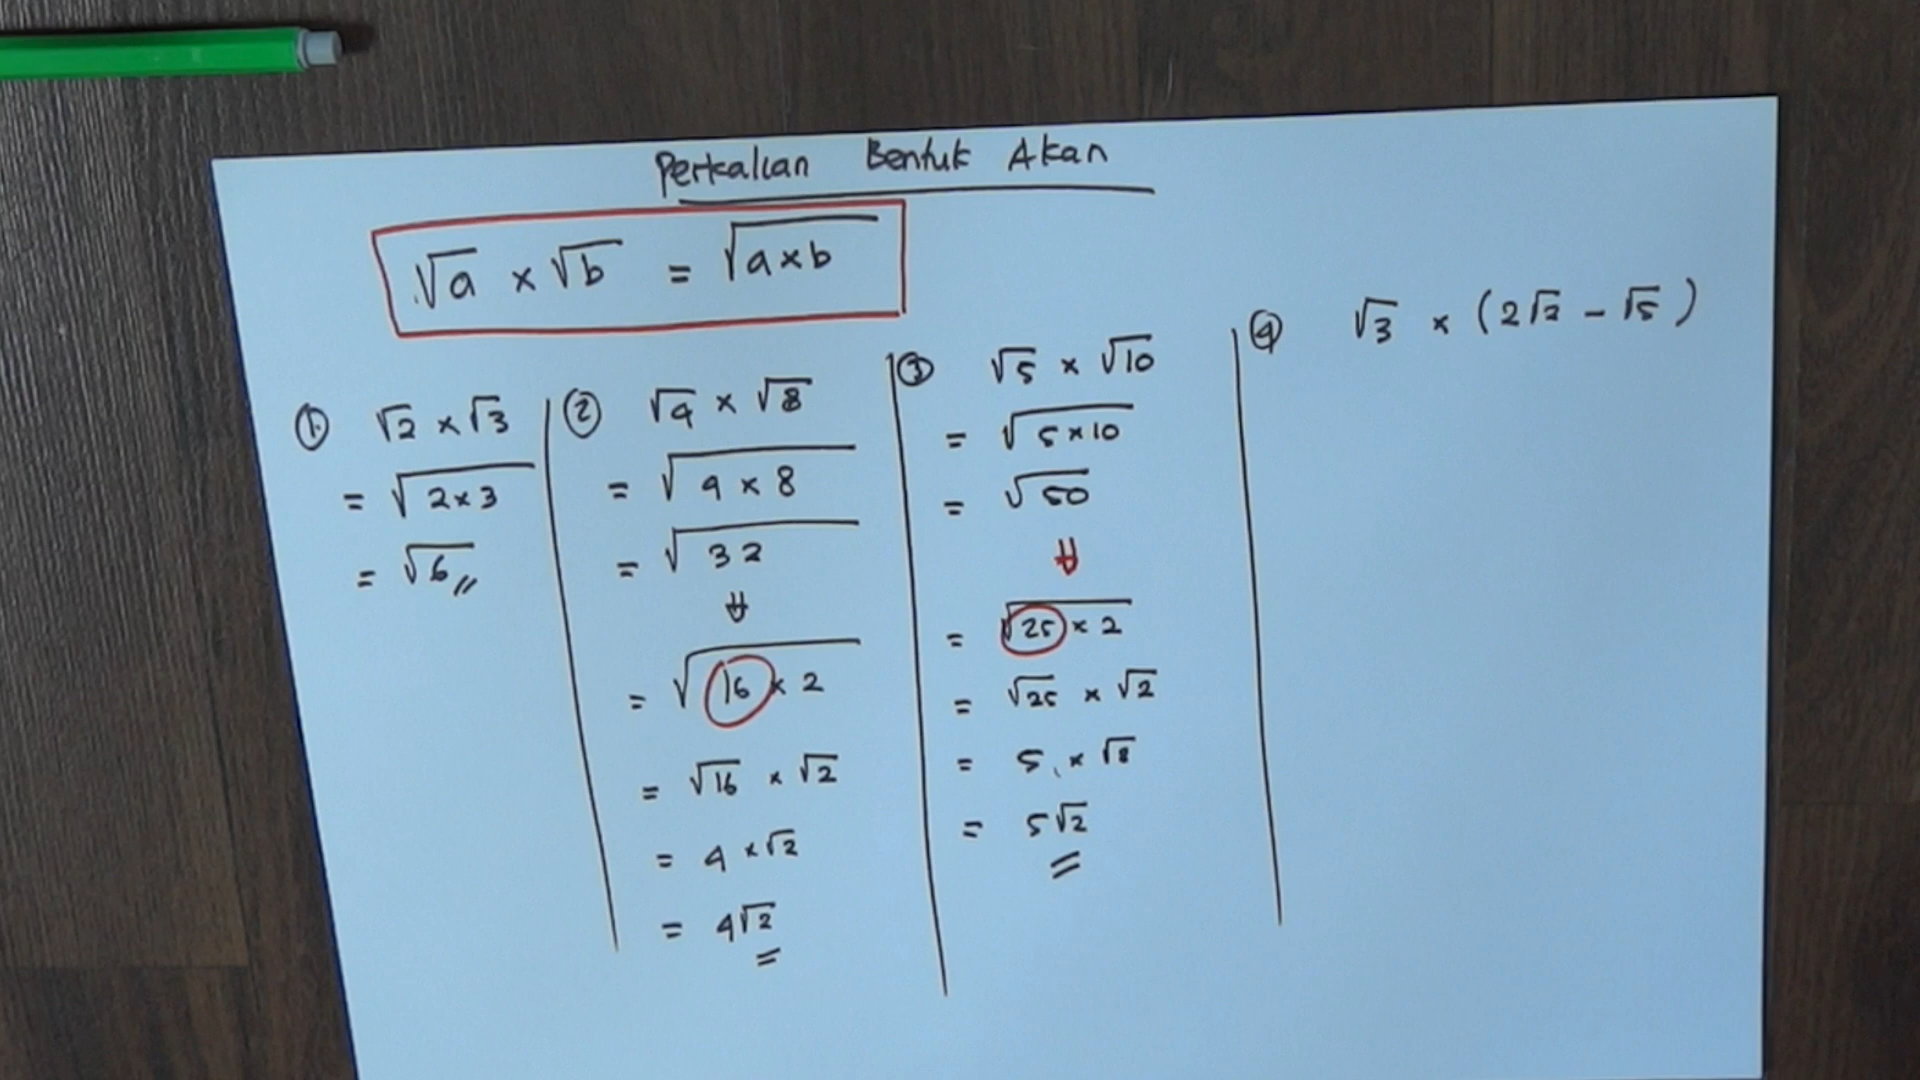 Perkalian Bentuk Akan
√a × √b = √a×b
① √2 × √3
= √2×3
= √6
② √4 × √8
= √4 × 8
= √32
⇓
= √16 × 2
= √16 × √2
= 4 × √2
= 4√2
③ √5 × √10
= √5×10
= √50
⇓
= √25 × 2
= √25 × √2
= 5 × √8
= 5√2
④ √3 × (2√2 - √5)